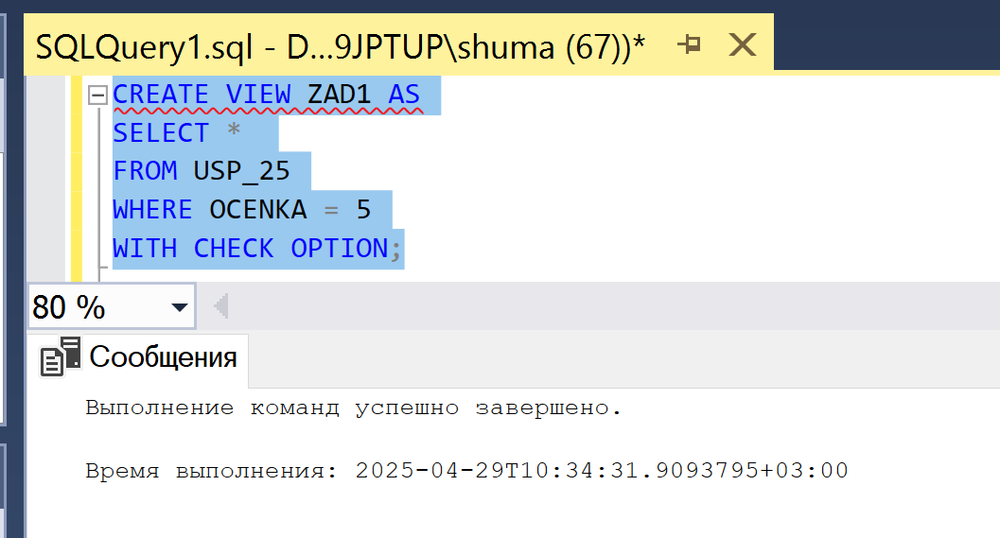 SQLQuery1.sql - D...9JPTUP\shuma (67))*
CREATE VIEW ZAD1 AS
SELECT *
FROM USP_25
WHERE OCENKA = 5
WITH CHECK OPTION;
80 %
Сообщения
Выполнение команд успешно завершено.
Время выполнения: 2025-04-29T10:34:31.9093795+03:00